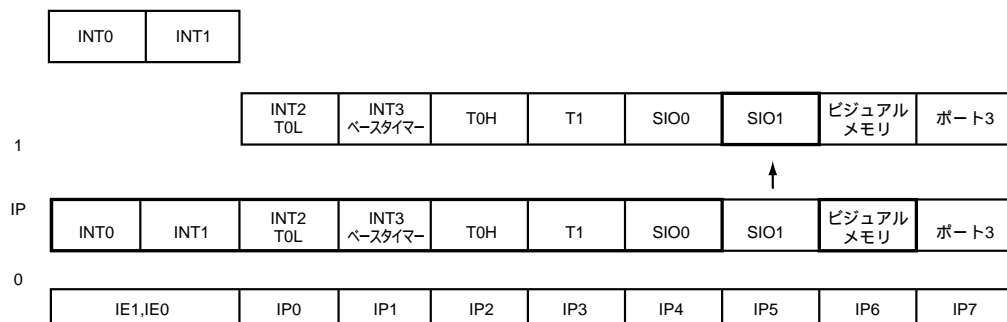 INT0 INT1
INT2 T0L INT3 ベースタイマー T0H T1 SIO0 SIO1 ビジュアル メモリ ポート3
1
IP
INT0 INT1 INT2 T0L INT3 ベースタイマー T0H T1 SIO0 SIO1 ビジュアル メモリ ポート3
0
IE1,IE0 IP0 IP1 IP2 IP3 IP4 IP5 IP6 IP7